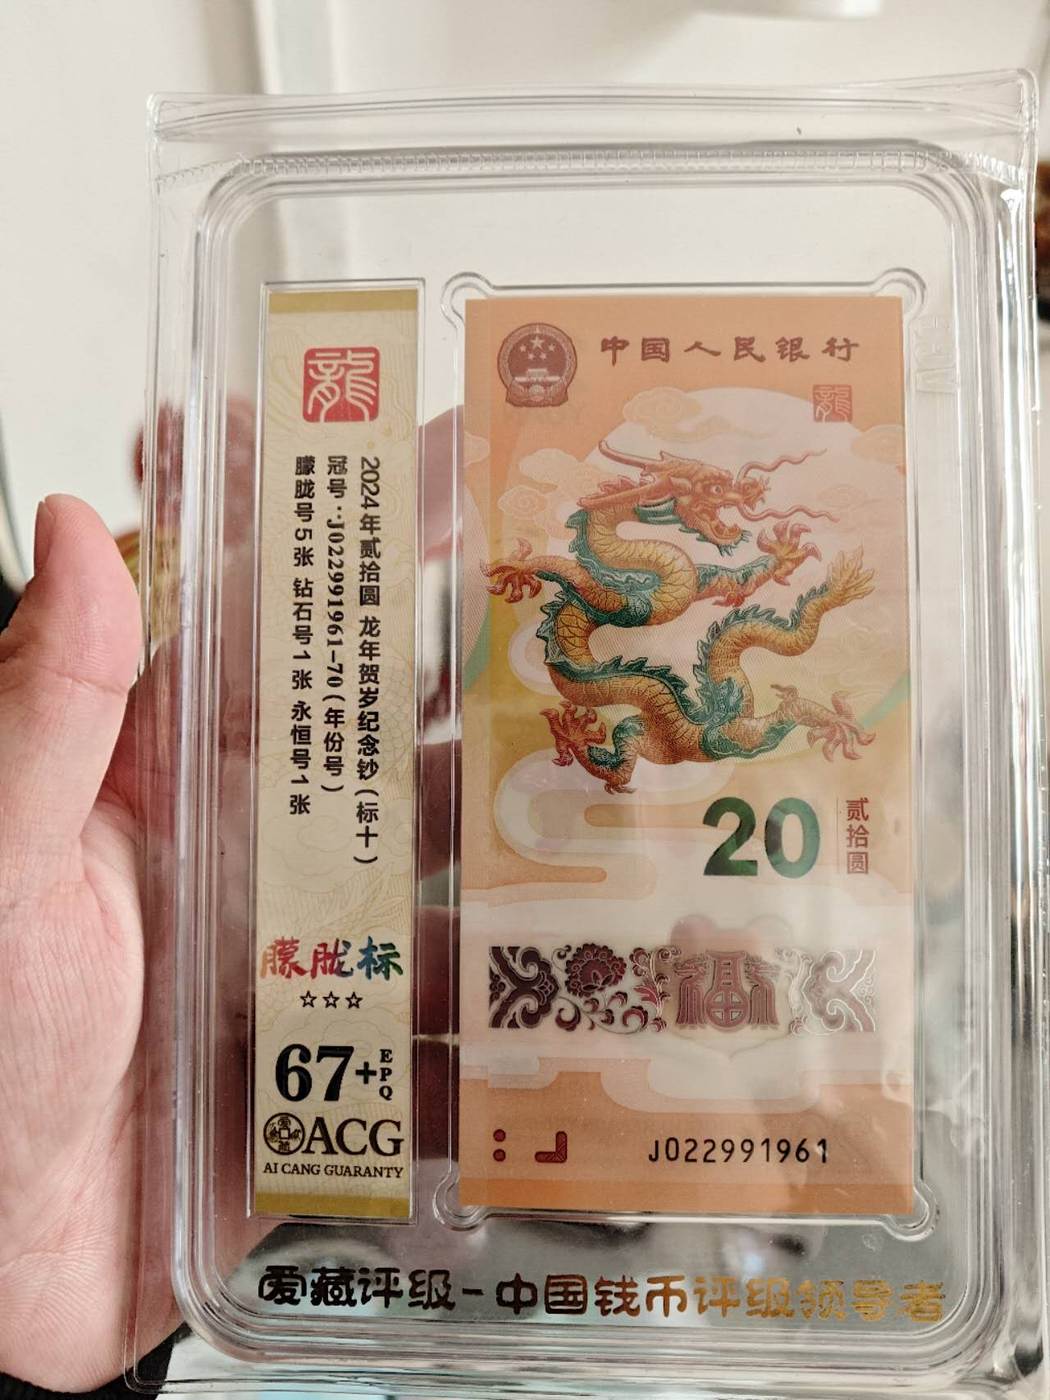 龍
2024年贰拾圆 龙年贺岁纪念钞(标十)
冠号:J022991961-70(年份号)
朦胧号5张 钻石号1张 永恒号1张
朦胧标
☆☆☆
67+EPQ
ACG
AI CANG GUARANTY
中国人民银行
龍
20
贰拾圆
福
J022991961
爱藏评级-中国钱币评级领导者